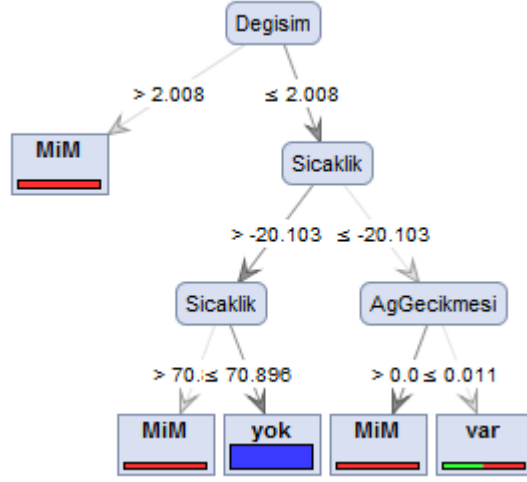 Degisim
> 2.008 ≤ 2.008
MiM
Sicaklik
> -20.103 ≤ -20.103
Sicaklik AgGecikmesi
> 70.≤ 70.896 > 0.0≤ 0.011
MiM yok MiM var